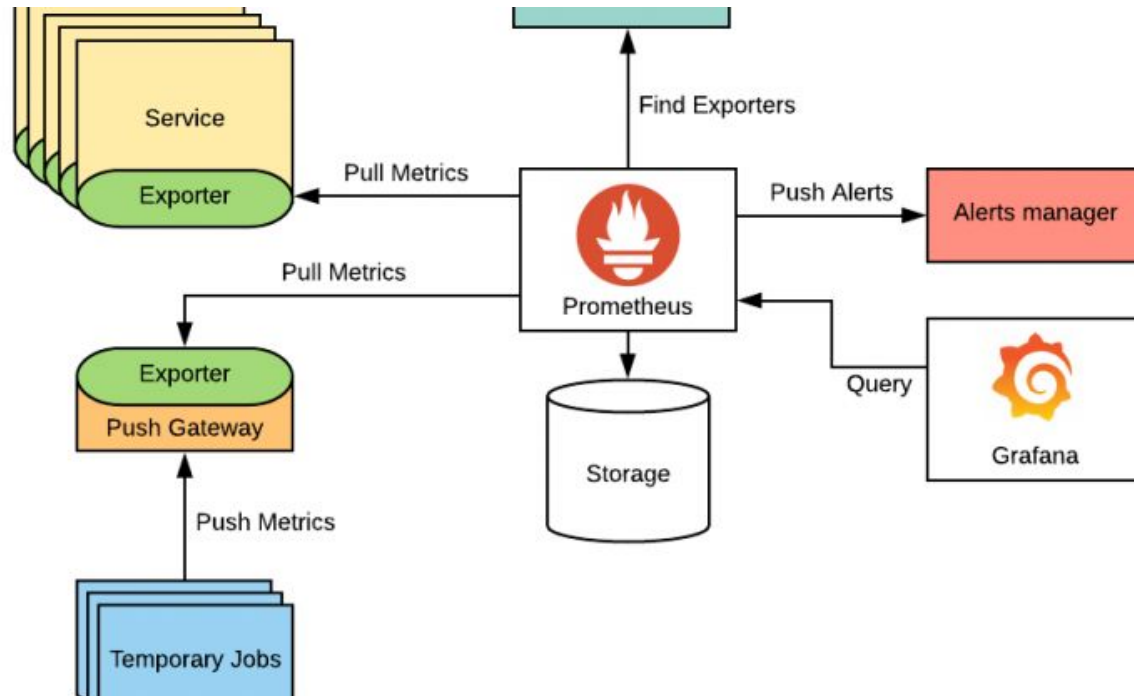 Service
Find Exporters
Pull Metrics
Exporter
Push Alerts
Alerts manager
Pull Metrics
Prometheus
Exporter
Query
Push Gateway
Grafana
Storage
Push Metrics
Temporary Jobs